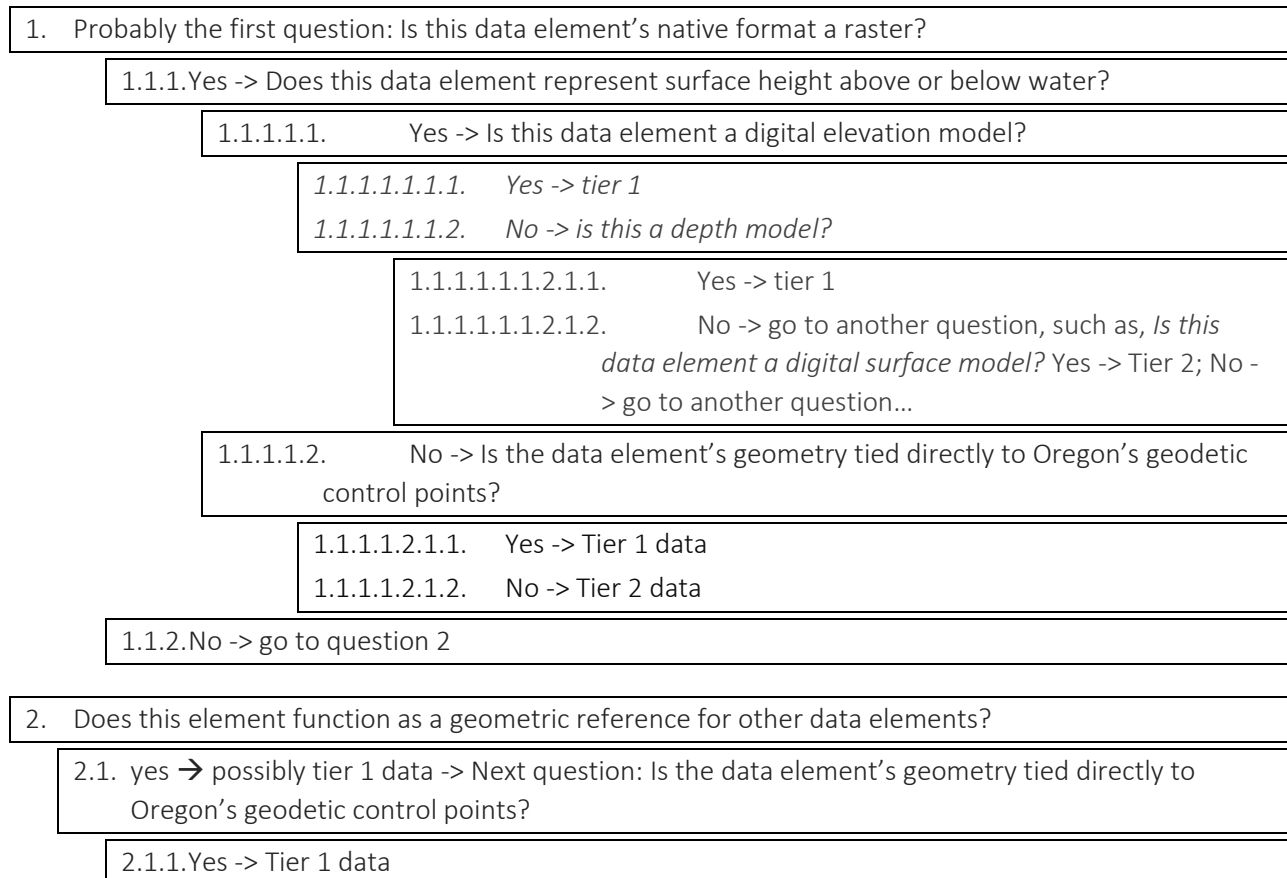 1. Probably the first question: Is this data element’s native format a raster?
1.1.1.Yes -> Does this data element represent surface height above or below water?
1.1.1.1.1. Yes -> Is this data element a digital elevation model?
1.1.1.1.1.1.1. Yes -> tier 1
1.1.1.1.1.1.2. No -> is this a depth model?
1.1.1.1.1.1.2.1.1. Yes -> tier 1
1.1.1.1.1.1.2.1.2. No -> go to another question, such as, Is this
data element a digital surface model? Yes -> Tier 2; No -
> go to another question…
1.1.1.1.2. No -> Is the data element’s geometry tied directly to Oregon’s geodetic
control points?
1.1.1.1.2.1.1. Yes -> Tier 1 data
1.1.1.1.2.1.2. No -> Tier 2 data
1.1.2.No -> go to question 2
2. Does this element function as a geometric reference for other data elements?
2.1. yes → possibly tier 1 data -> Next question: Is the data element’s geometry tied directly to
Oregon’s geodetic control points?
2.1.1.Yes -> Tier 1 data